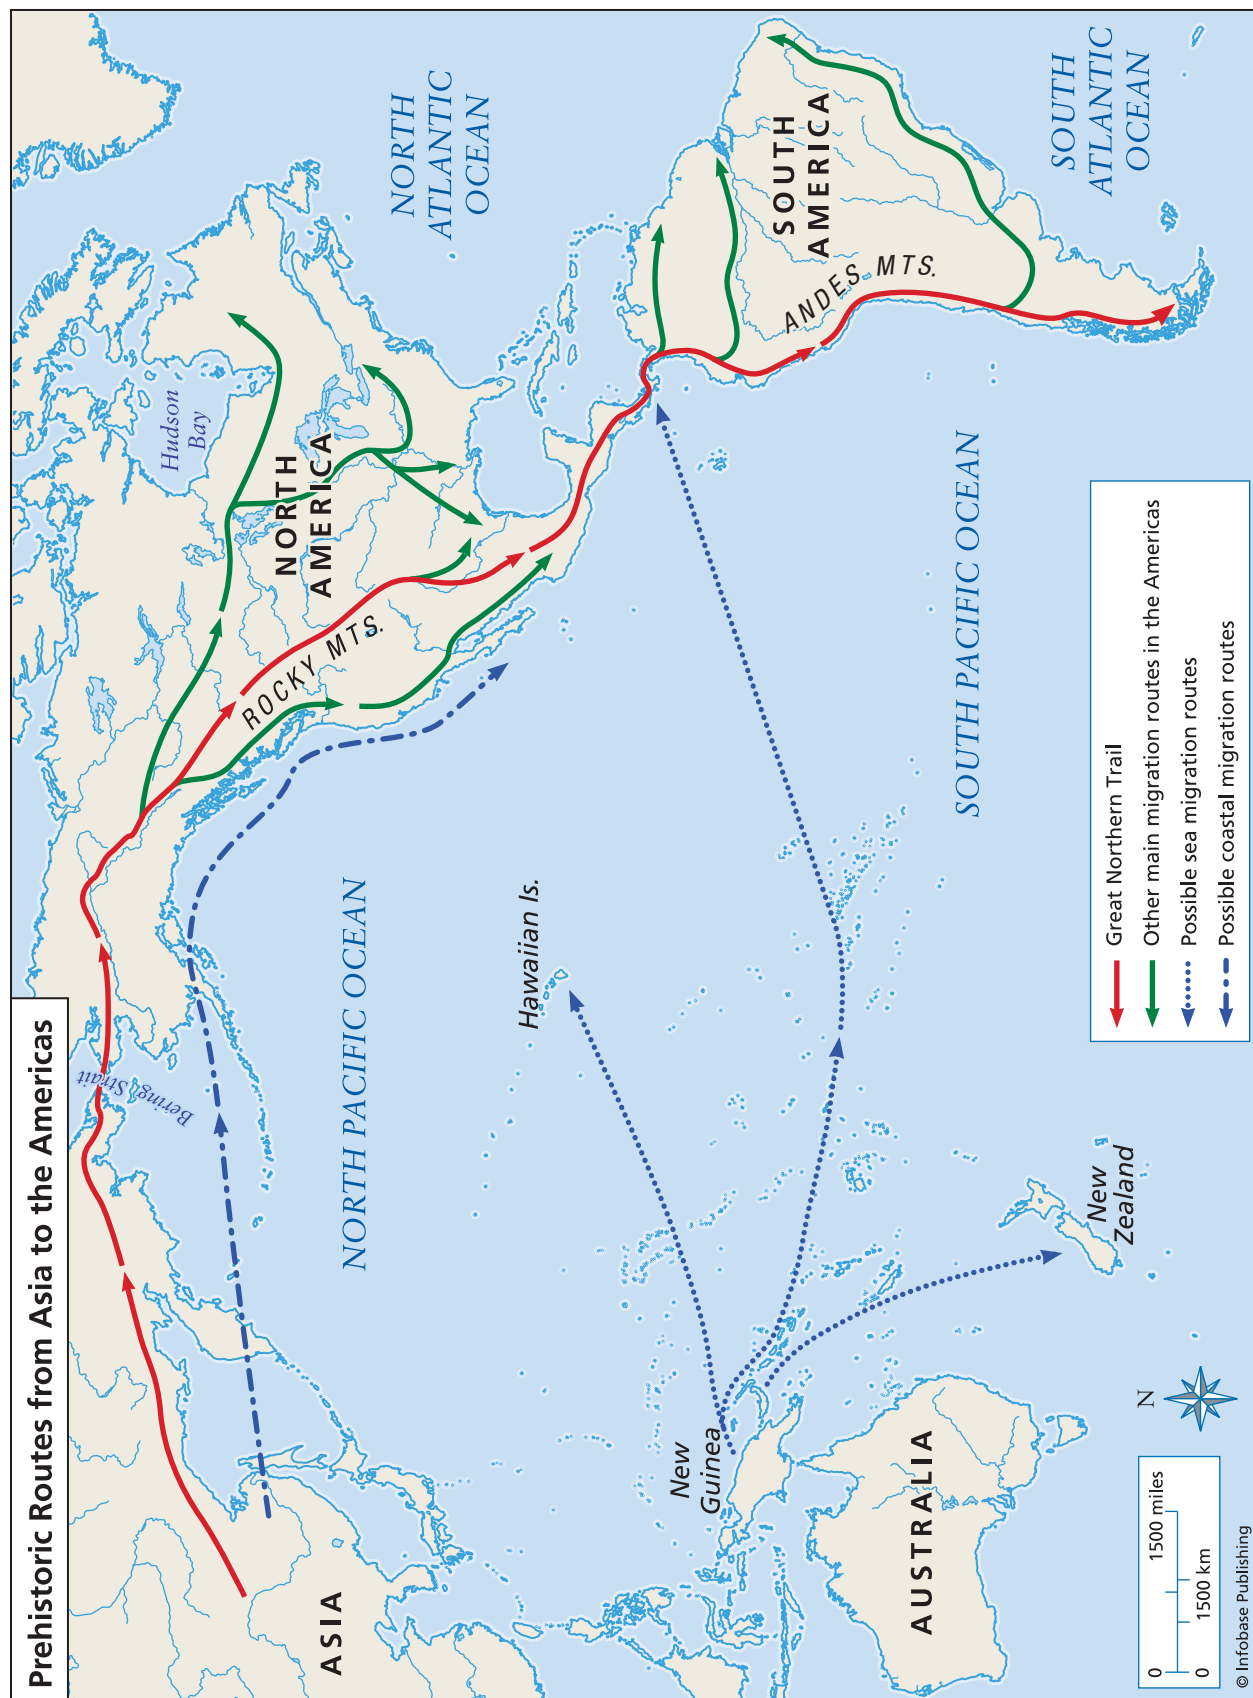 Prehistoric Routes from Asia to the Americas
Bering Strait
Hudson
Bay
NORTH
AMERICA
ROCKY MTS.
NORTH
ATLANTIC
OCEAN
NORTH PACIFIC OCEAN
Hawaiian Is.
ASIA
New
Guinea
AUSTRALIA
New
Zealand
SOUTH PACIFIC OCEAN
SOUTH
AMERICA
ANDES MTS.
SOUTH
ATLANTIC
OCEAN
Great Northern Trail
Other main migration routes in the Americas
Possible sea migration routes
Possible coastal migration routes
N
0 1500 miles
0 1500 km
© Infobase Publishing